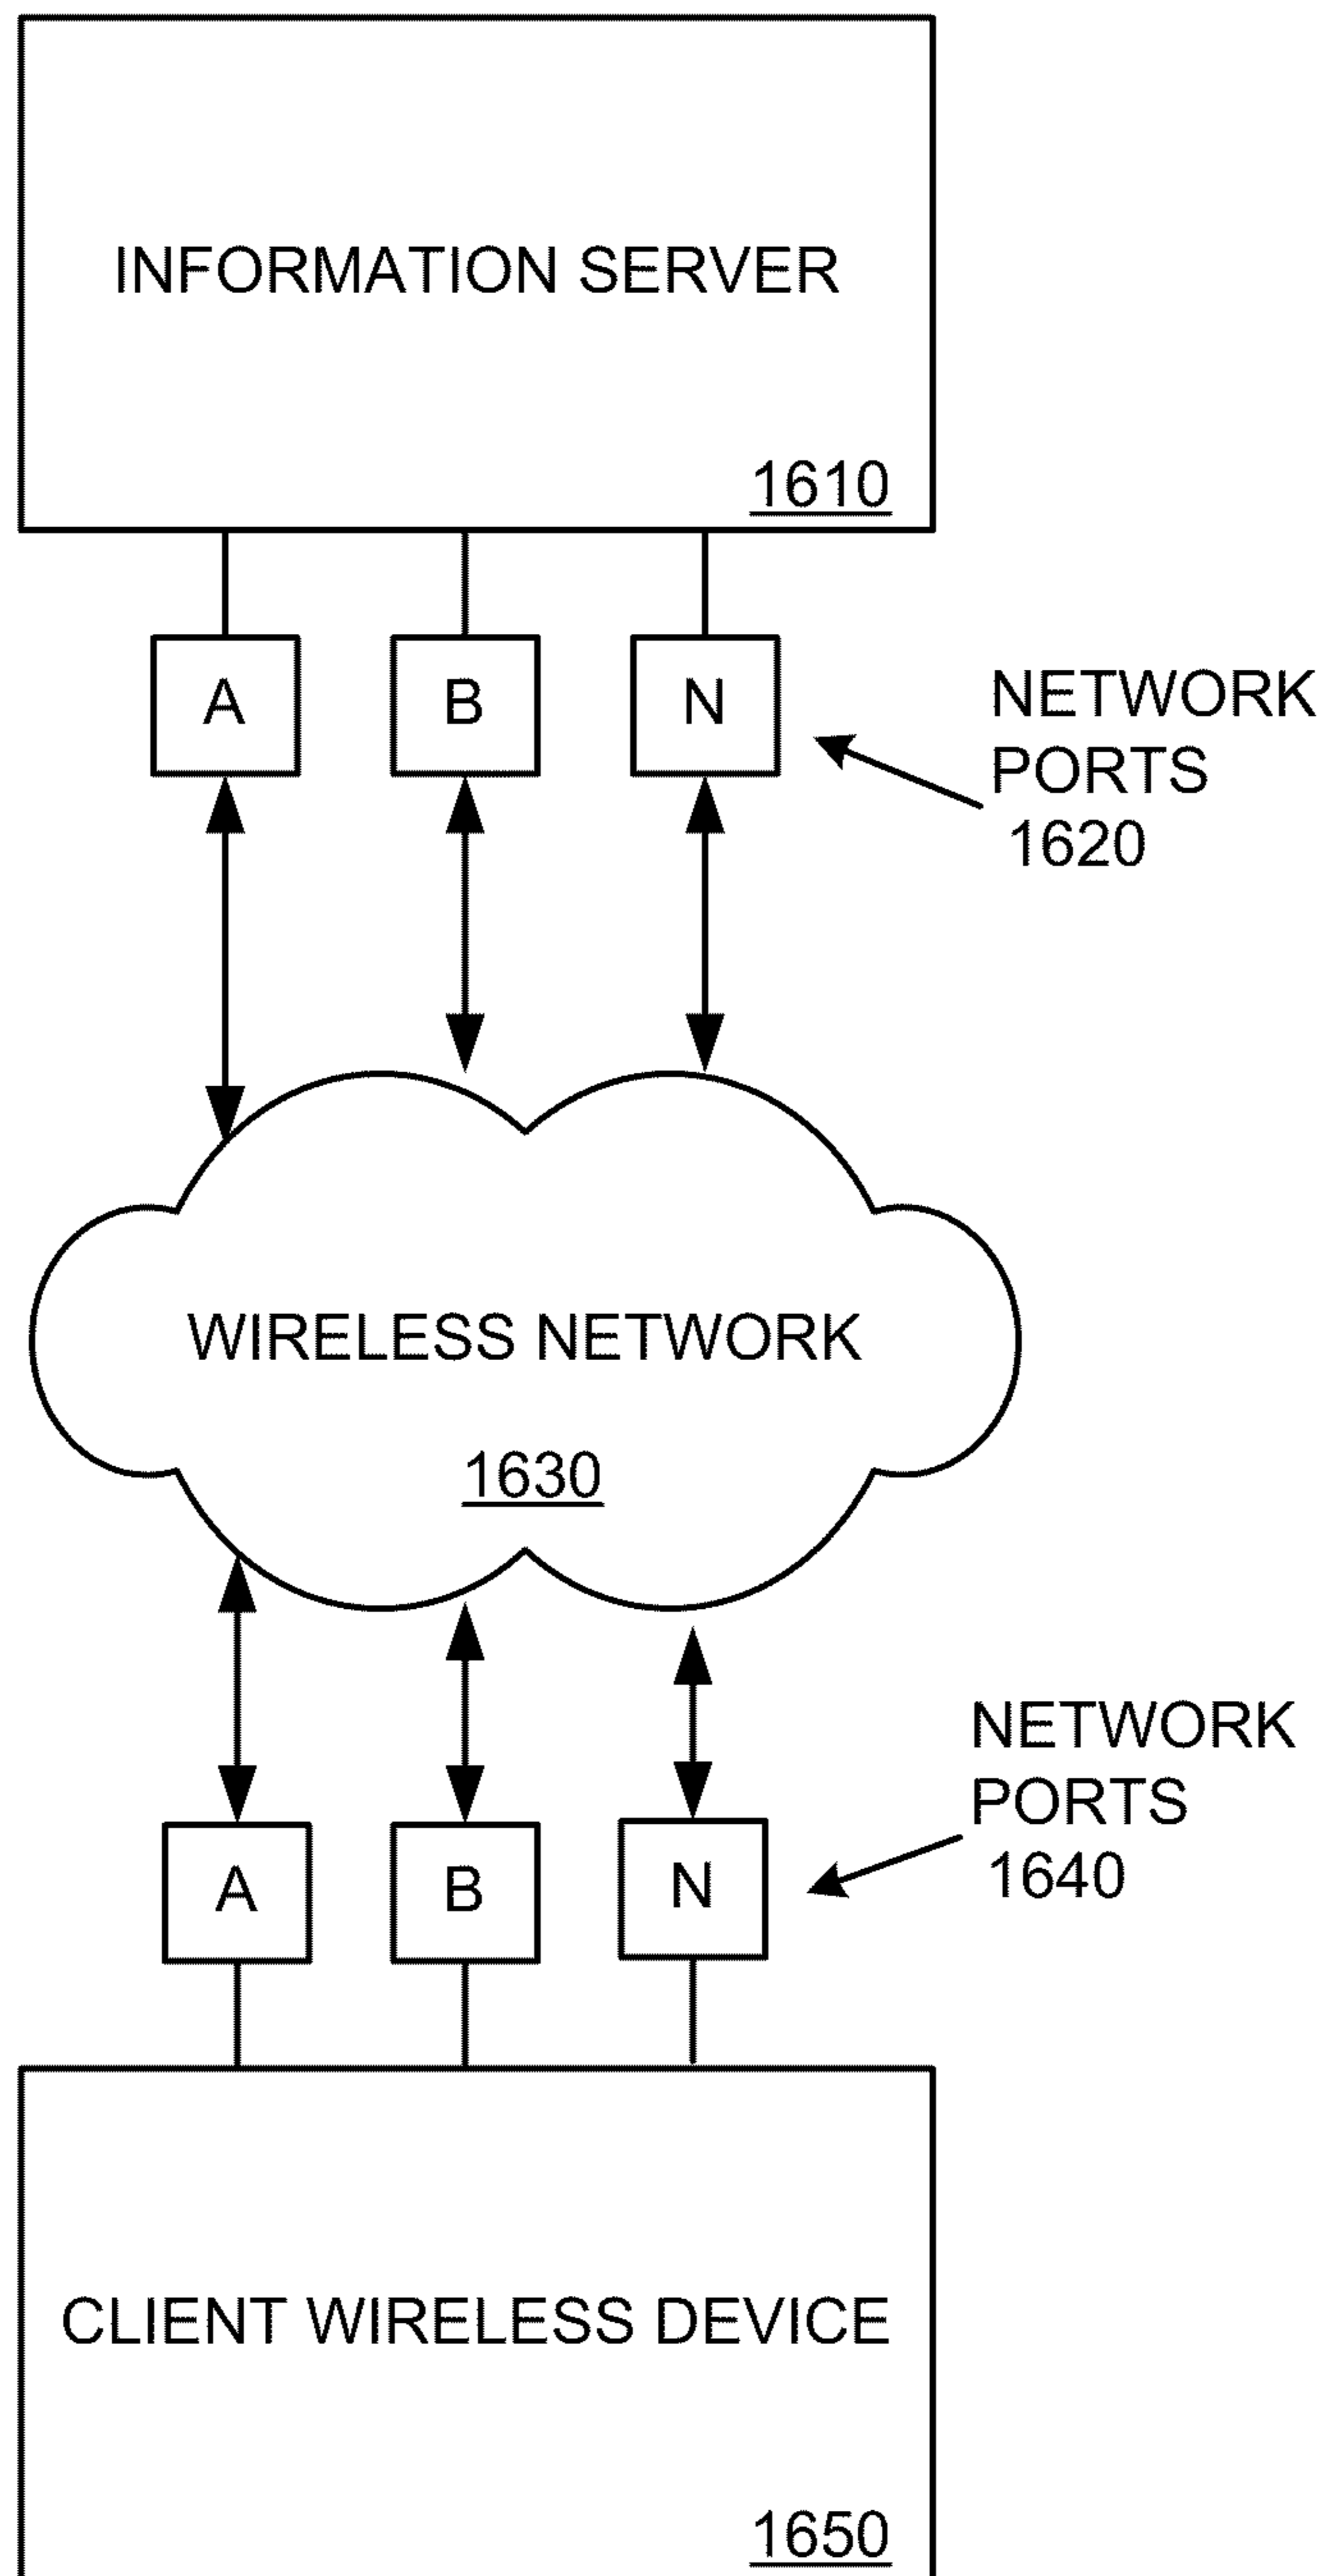 INFORMATION SERVER
1610
A B N
NETWORK
PORTS
1620
WIRELESS NETWORK
1630
NETWORK
PORTS
1640
A B N
CLIENT WIRELESS DEVICE
1650